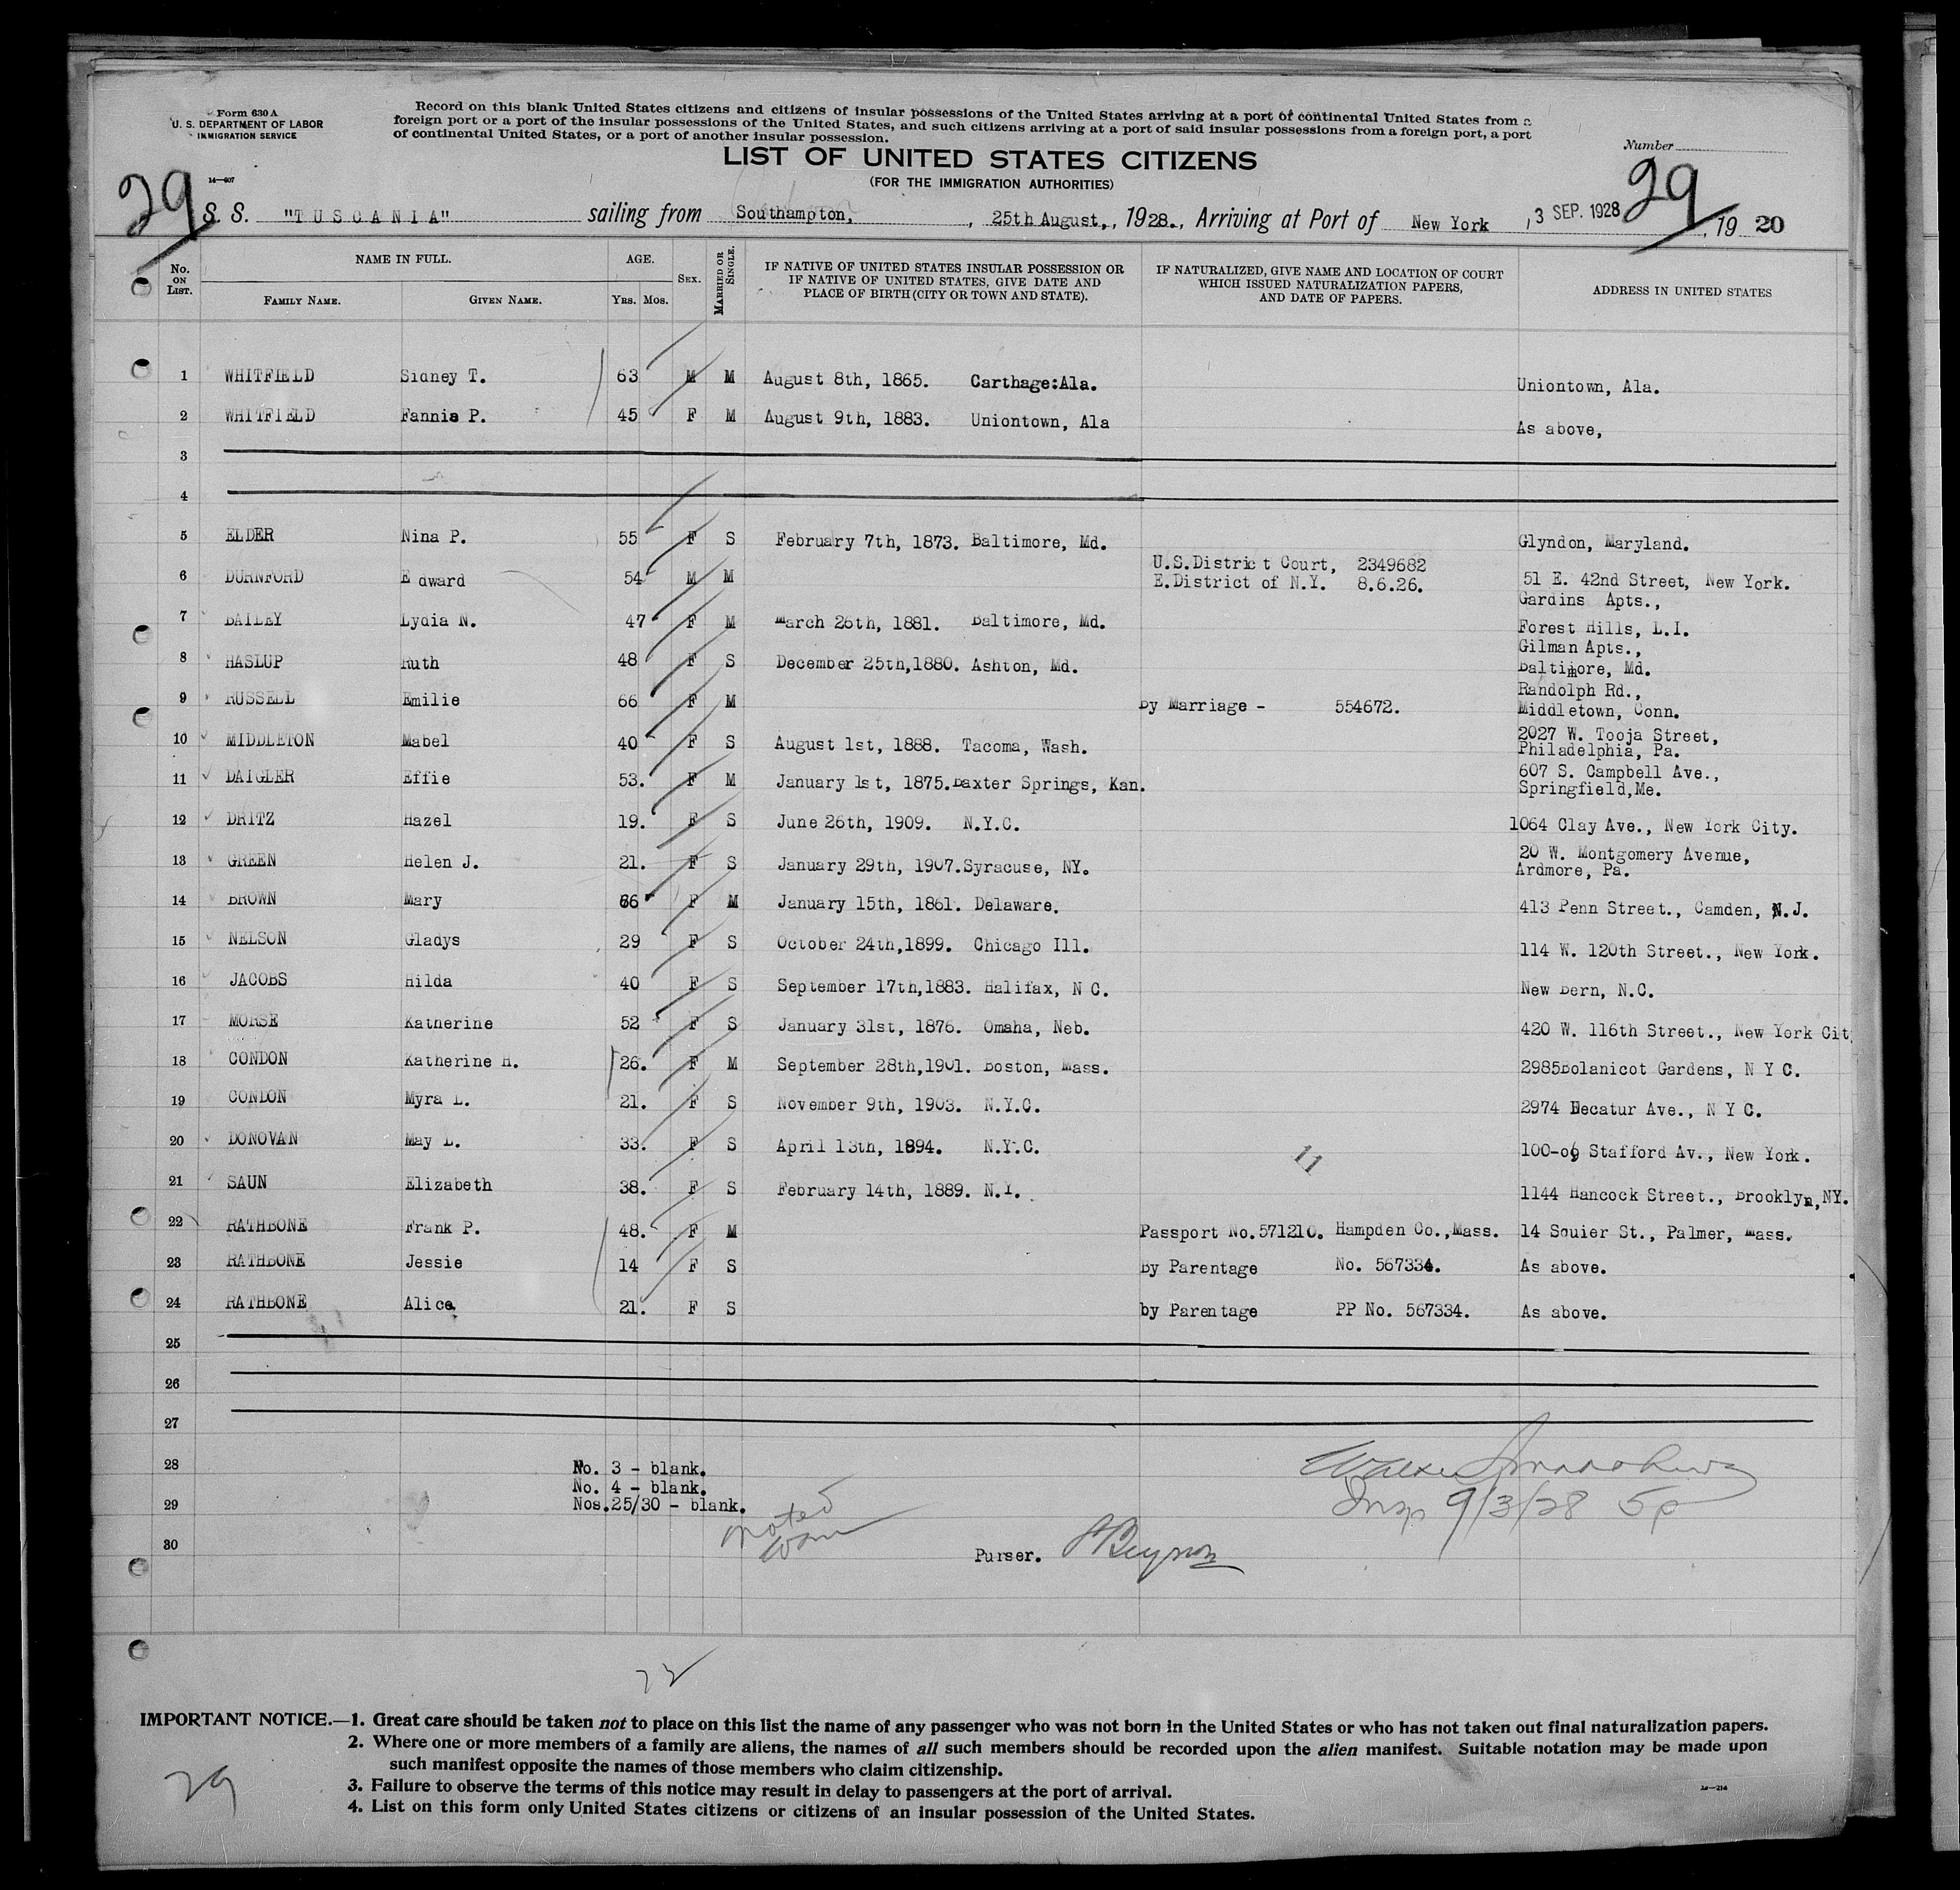 Form 630 A
U. S. DEPARTMENT OF LABOR
IMMIGRATION SERVICE
14—607
Record on this blank United States citizens and citizens of insular possessions of the United States arriving at a port of continental United States from a
foreign port or a port of the insular possessions of the United States, and such citizens arriving at a port of said insular possessions from a foreign port, a port
of continental United States, or a port of another insular possession.
Number
LIST OF UNITED STATES CITIZENS
(FOR THE IMMIGRATION AUTHORITIES)
29 29
S. S. "TUSCANIA" sailing from Southampton, , 25th August, , 1928., Arriving at Port of New York , 3 SEP. 1928 , 19 20
No. ON LIST. NAME IN FULL. AGE. SEX. MARRIED OR SINGLE. IF NATIVE OF UNITED STATES INSULAR POSSESSION OR IF NATIVE OF UNITED STATES, GIVE DATE AND PLACE OF BIRTH (CITY OR TOWN AND STATE). IF NATURALIZED, GIVE NAME AND LOCATION OF COURT WHICH ISSUED NATURALIZATION PAPERS, AND DATE OF PAPERS. ADDRESS IN UNITED STATES
FAMILY NAME. GIVEN NAME. YRS. MOS.
1 WHITFIELD Sidney T. 63 M M August 8th, 1865. Carthage:Ala. Uniontown, Ala.
2 WHITFIELD Fannie P. 45 F M August 9th, 1883. Uniontown, Ala As above,
3
4
5 ELDER Nina P. 55 F S February 7th, 1873. Baltimore, Md. Glyndon, Maryland.
6 DURNFORD E dward 54 M M U.S.District Court, 2349682
E.District of N.Y. 8.6.26. 51 E. 42nd Street, New York.
Gardins Apts.,
7 BAILEY Lydia N. 47 F M March 26th, 1881. Baltimore, Md. Forest Hills, L.I.
Gilman Apts.,
8 HASLUP Ruth 48 F S December 25th,1880. Ashton, Md. Baltimore, Md.
Randolph Rd.,
9 RUSSELL Emilie 66 F M By Marriage - 554672. Middletown, Conn.
10 MIDDLETON Mabel 40 F S August 1st, 1888. Tacoma, Wash. 2027 W. Tooja Street,
Philadelphia, Pa.
11 DAIGLER Effie 53. F M January 1st, 1875. Baxter Springs, Kan. 607 S. Campbell Ave.,
Springfield,Me.
12 DRITZ Hazel 19. F S June 26th, 1909. N.Y.C. 1064 Clay Ave., New York City.
13 GREEN Helen J. 21. F S January 29th, 1907.Syracuse, NY. 20 W. Montgomery Avenue,
Ardmore, Pa.
14 BROWN Mary 66 F M January 15th, 1861. Delaware. 413 Penn Street., Camden, N.J.
15 NELSON Gladys 29 F S October 24th,1899. Chicago Ill. 114 W. 120th Street., New York.
16 JACOBS Hilda 40 F S September 17th,1883. Halifax, N C. New Bern, N.C.
17 MORSE Katherine 52 F S January 31st, 1876. Omaha, Neb. 420 W. 116th Street., New York Cit
18 CONDON Katherine H. 26. F M September 28th,1901. Boston, Mass. 2985Bolanicot Gardens, N Y C.
19 CONDON Myra L. 21. F S November 9th, 1903. N.Y.C. 2974 Decatur Ave., N Y C.
20 DONOVAN May L. 33. F S April 13th, 1894. N.Y.C. 11 100-06 Stafford Av., New York.
21 SAUN Elizabeth 38. F S February 14th, 1889. N.Y. 1144 Hancock Street., Brooklyn,NY.
22 RATHBONE Frank P. 48. F M Passport No.571210. Hampden Co.,Mass. 14 Squier St., Palmer, Mass.
23 RATHBONE Jessie 14 F S By Parentage No. 567334. As above.
24 RATHBONE Alice 21. F S by Parentage PP No. 567334. As above.
25
26
27
28 No. 3 - blank.
No. 4 - blank.
29 Nos.25/30 - blank.
noted
Insp 9/3/28
30 Purser.
29
IMPORTANT NOTICE.—1. Great care should be taken not to place on this list the name of any passenger who was not born in the United States or who has not taken out final naturalization papers.
2. Where one or more members of a family are aliens, the names of all such members should be recorded upon the alien manifest. Suitable notation may be made upon
such manifest opposite the names of those members who claim citizenship.
3. Failure to observe the terms of this notice may result in delay to passengers at the port of arrival.
4. List on this form only United States citizens or citizens of an insular possession of the United States.
14—214